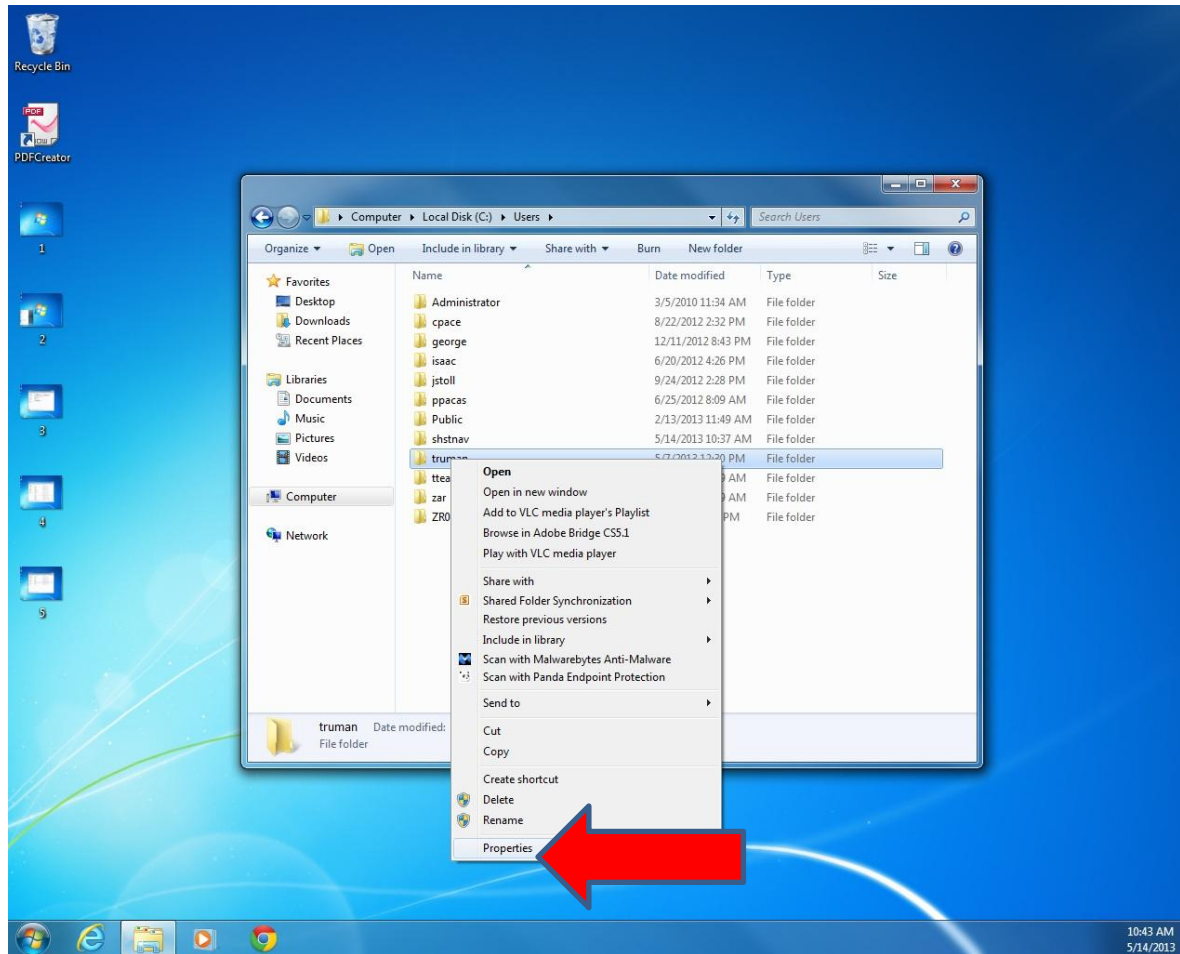 Recycle Bin
PDF
PDFCreator
1
2
3
4
5
Computer Local Disk (C:) Users
Search Users
Organize Open Include in library Share with Burn New folder
Favorites
Desktop
Downloads
Recent Places
Libraries
Documents
Music
Pictures
Videos
Computer
Network
Name Date modified Type Size
Administrator 3/5/2010 11:34 AM File folder
cpace 8/22/2012 2:32 PM File folder
george 12/11/2012 8:43 PM File folder
isaac 6/20/2012 4:26 PM File folder
jstoll 9/24/2012 2:28 PM File folder
ppacas 6/25/2012 8:09 AM File folder
Public 2/13/2013 11:49 AM File folder
shstnav 5/14/2013 10:37 AM File folder
truman 5/7/2013 12:20 PM File folder
ttea AM File folder
zar AM File folder
ZR0 PM File folder
Open
Open in new window
Add to VLC media player's Playlist
Browse in Adobe Bridge CS5.1
Play with VLC media player
Share with
Shared Folder Synchronization
Restore previous versions
Include in library
Scan with Malwarebytes Anti-Malware
Scan with Panda Endpoint Protection
Send to
Cut
Copy
Create shortcut
Delete
Rename
Properties
truman Date modified:
File folder
10:43 AM
5/14/2013